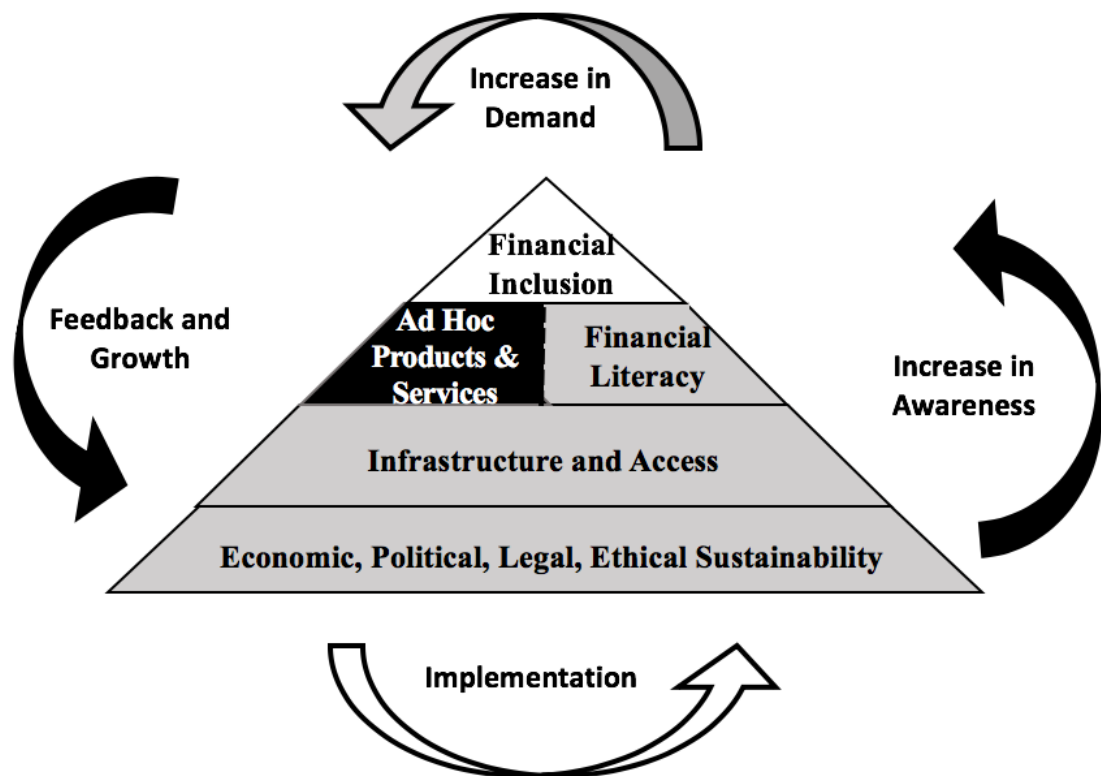 Increase in
Demand
Financial
Inclusion
Ad Hoc
Products &
Services
Financial
Literacy
Feedback and
Growth
Increase in
Awareness
Infrastructure and Access
Economic, Political, Legal, Ethical Sustainability
Implementation